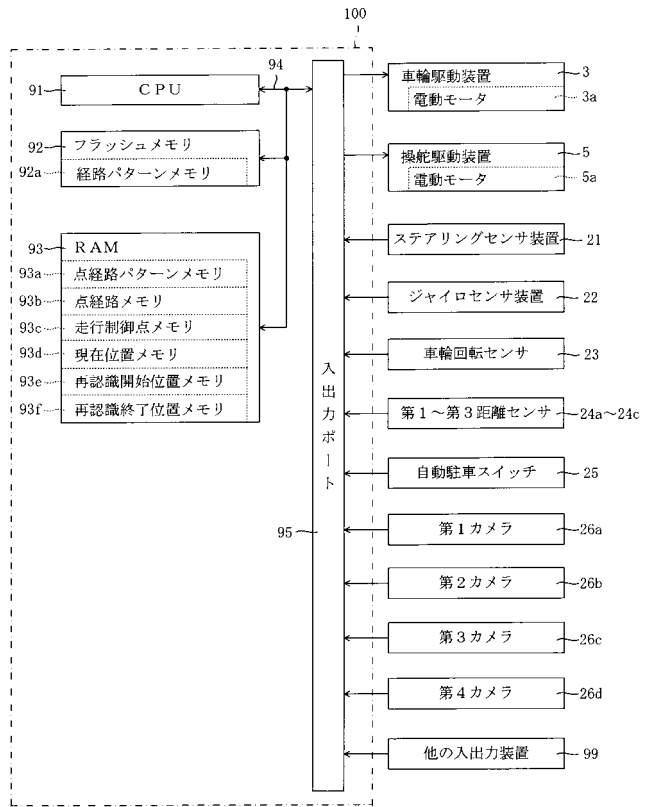 100
94
91
CPU
92
フラッシュメモリ
92a
経路パターンメモリ
93
RAM
93a
点経路パターンメモリ
93b
点経路メモリ
93c
走行制御点メモリ
93d
現在位置メモリ
93e
再認識開始位置メモリ
93f
再認識終了位置メモリ
入出力ポート
95
車輪駆動装置
3
電動モータ
3a
操舵駆動装置
5
電動モータ
5a
ステアリングセンサ装置
21
ジャイロセンサ装置
22
車輪回転センサ
23
第1~第3距離センサ
24a~24c
自動駐車スイッチ
25
第1カメラ
26a
第2カメラ
26b
第3カメラ
26c
第4カメラ
26d
他の入出力装置
99